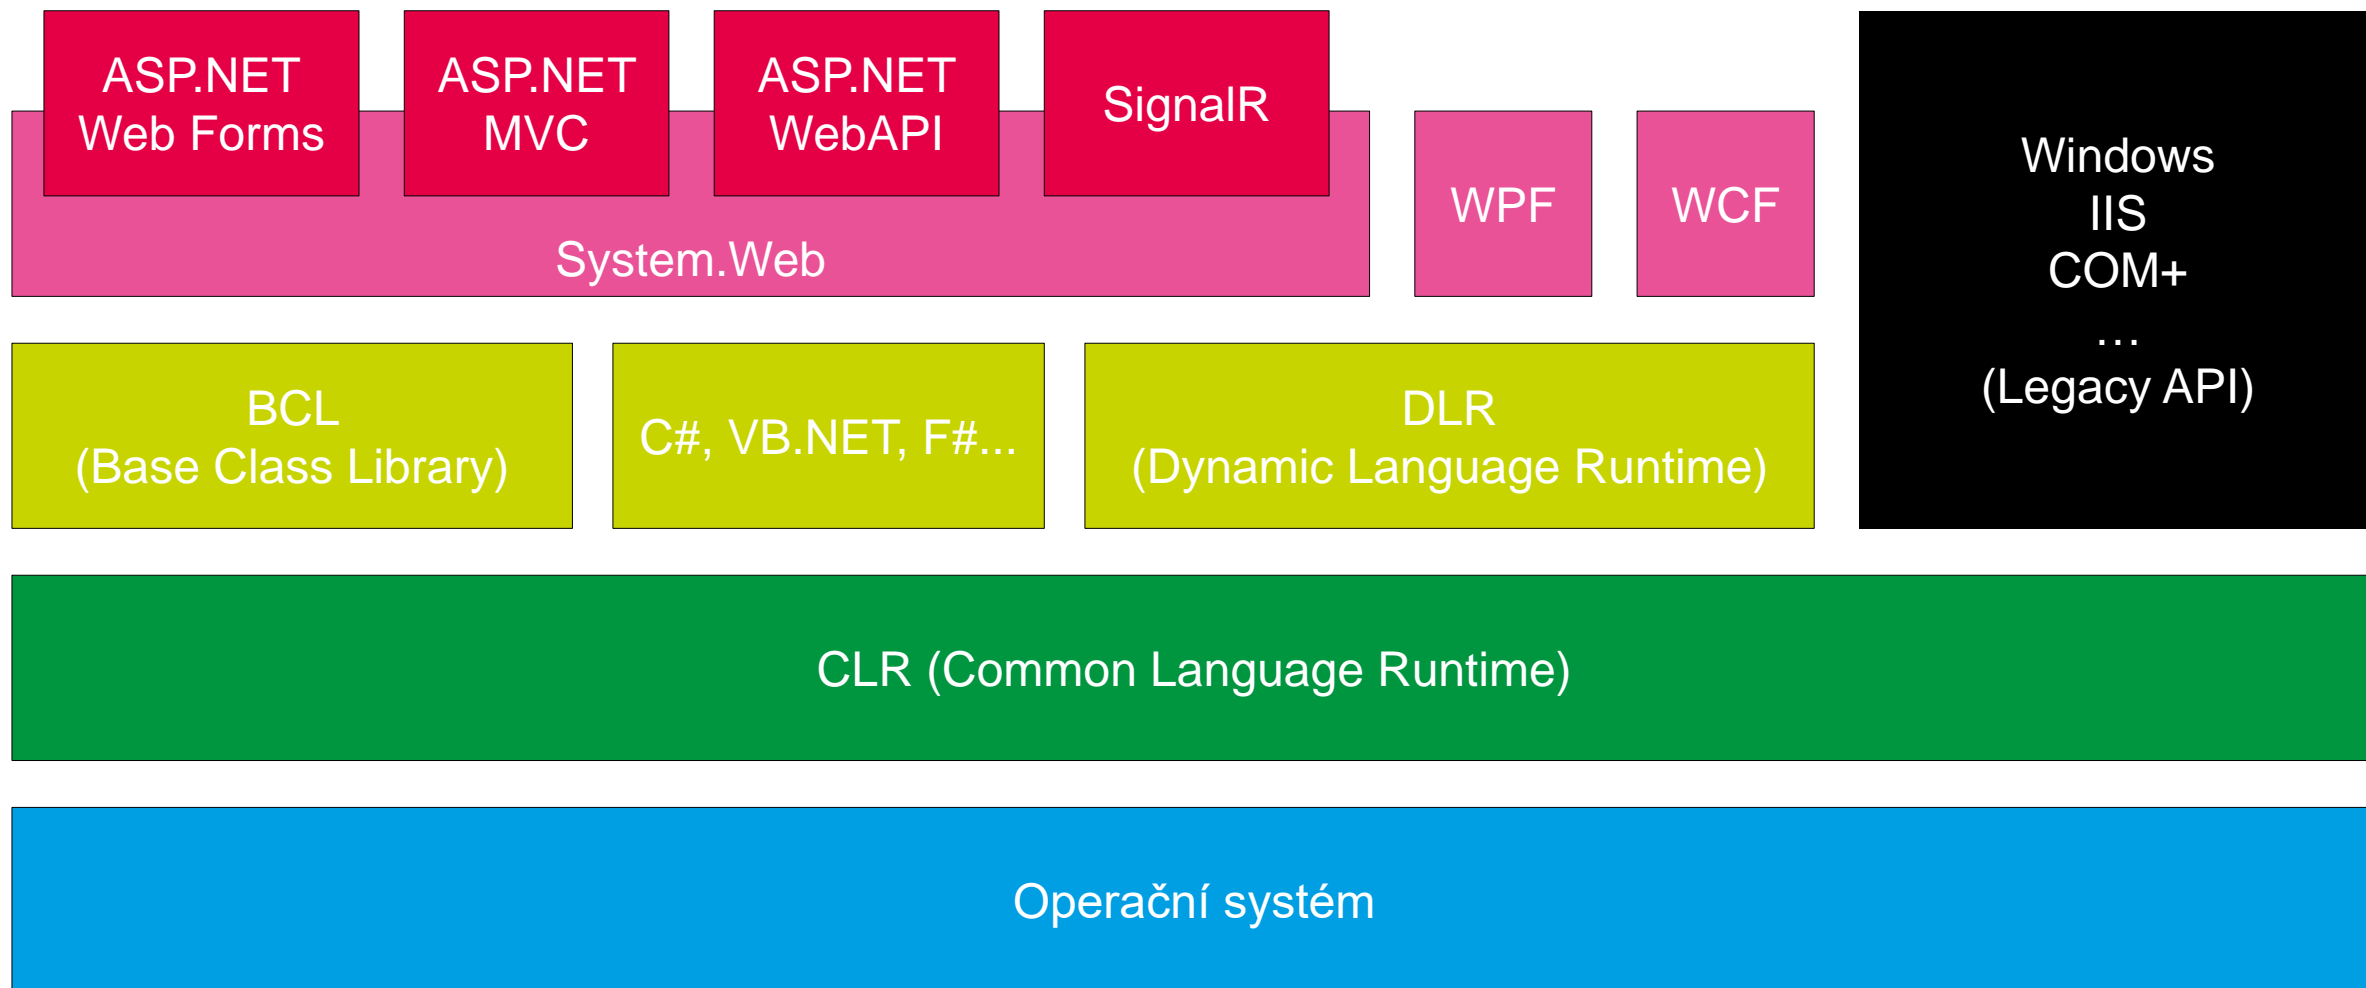 ASP.NET
Web Forms
ASP.NET
MVC
ASP.NET
WebAPI
SignalR
System.Web
WPF
WCF
Windows
IIS
COM+
...
(Legacy API)
BCL
(Base Class Library)
C#, VB.NET, F#...
DLR
(Dynamic Language Runtime)
CLR (Common Language Runtime)
Operační systém